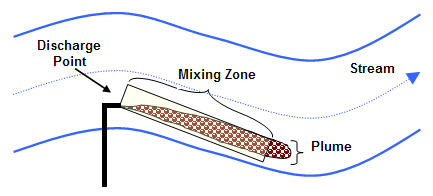 Discharge
Point
Mixing Zone
Stream
Plume